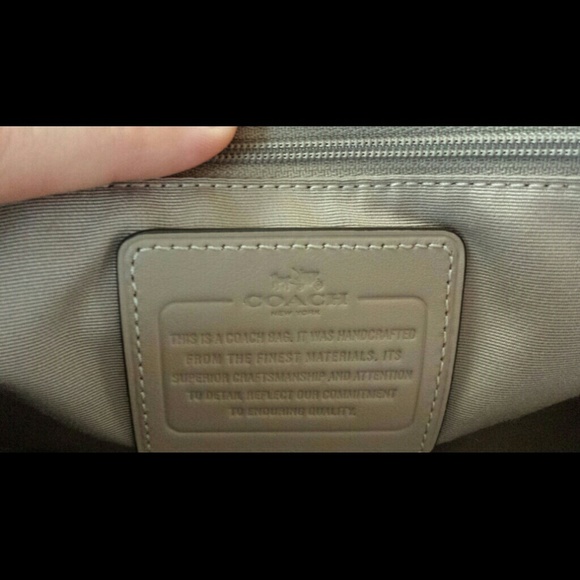 COACH
NEW YORK
THIS IS A COACH BAG. IT WAS HANDCRAFTED
FROM THE FINEST MATERIALS. ITS
SUPERIOR CRAFTSMANSHIP AND ATTENTION
TO DETAIL REFLECT OUR COMMITMENT
TO ENDURING QUALITY.